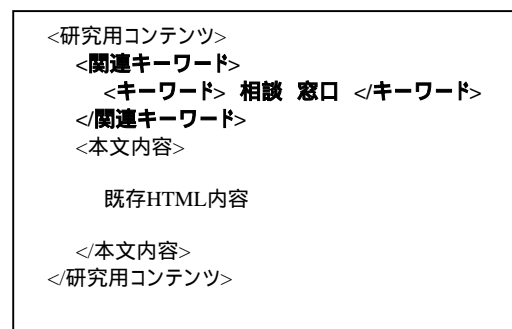 <研究用コンテンツ>
<関連キーワード>
<キーワード> 相談 窓口 </キーワード>
</関連キーワード>
<本文内容>
既存HTML内容
</本文内容>
</研究用コンテンツ>